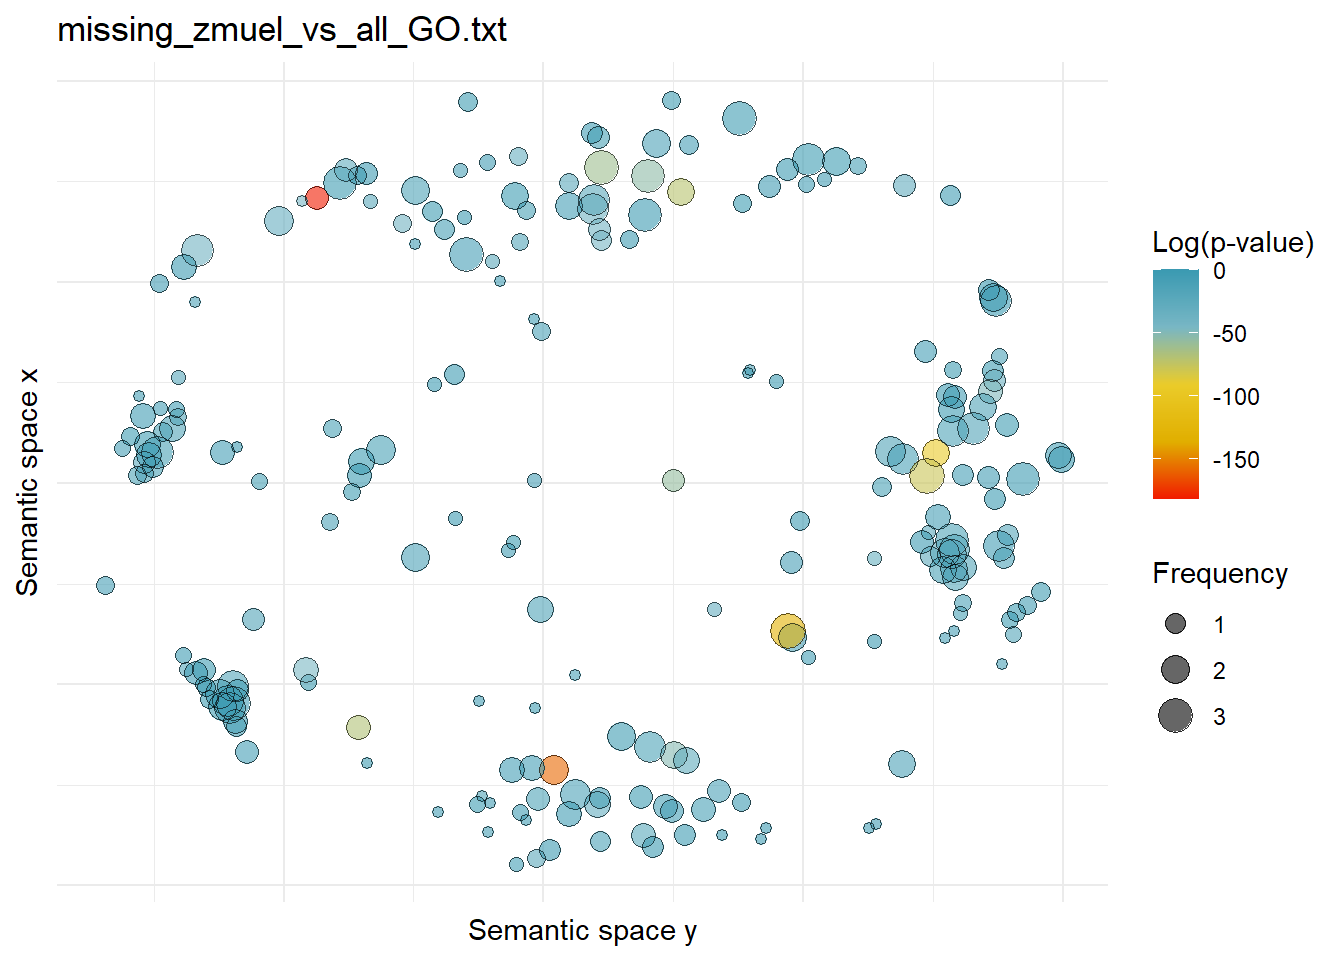 missing_zmuel_vs_all_GO.txt
Semantic space x
Semantic space y
Log(p-value)
0
-50
-100
-150
Frequency
1
2
3